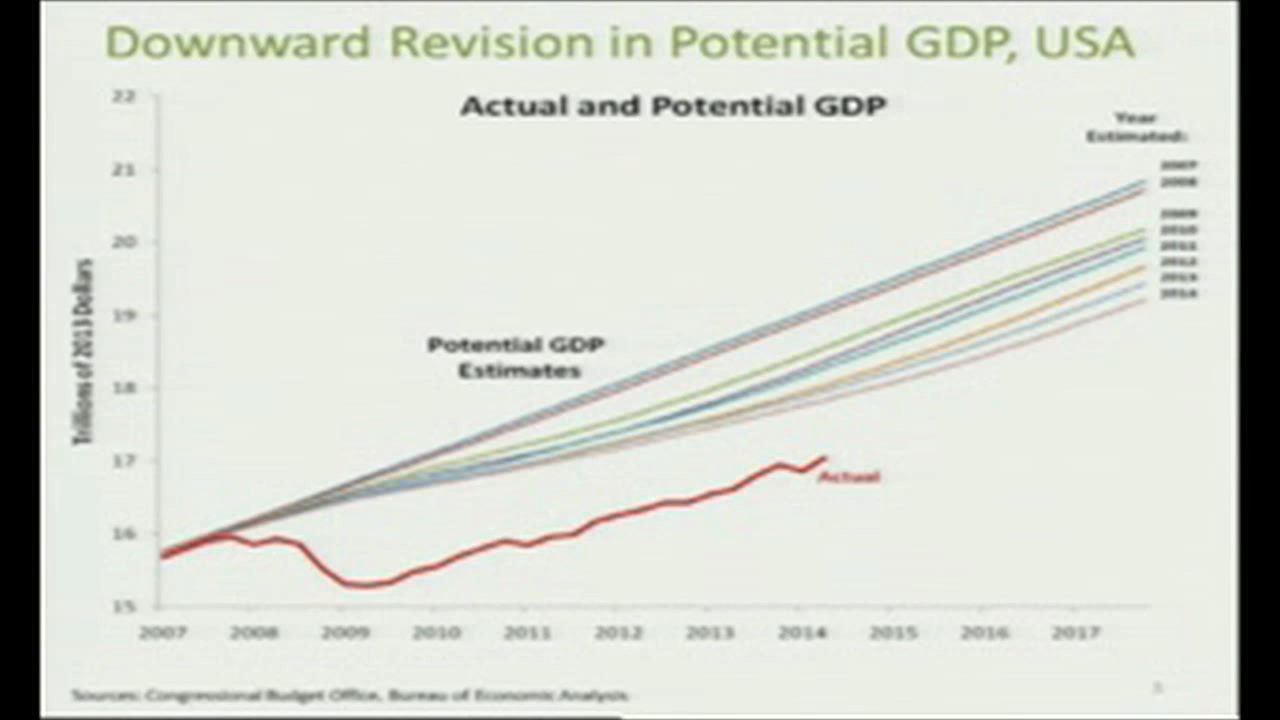 Downward Revision in Potential GDP, USA
Actual and Potential GDP
Year
Estimated:
2007
2008
2009
2010
2011
2012
2013
2014
22
21
20
19
18
17
16
15
Trillions of 2013 Dollars
Potential GDP
Estimates
Actual
2007 2008 2009 2010 2011 2012 2013 2014 2015 2016 2017
Sources: Congressional Budget Office, Bureau of Economic Analysis